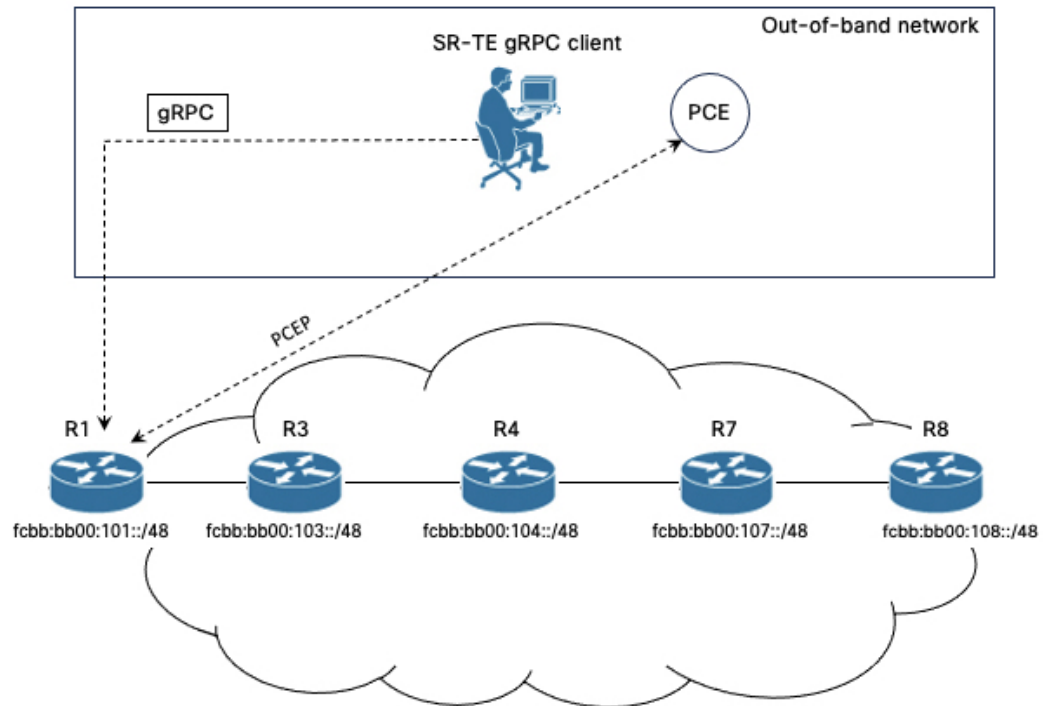 Out-of-band network
SR-TE gRPC client
gRPC
PCE
PCEP
R1
R3
R4
R7
R8
fcbb:bb00:101::/48
fcbb:bb00:103::/48
fcbb:bb00:104::/48
fcbb:bb00:107::/48
fcbb:bb00:108::/48